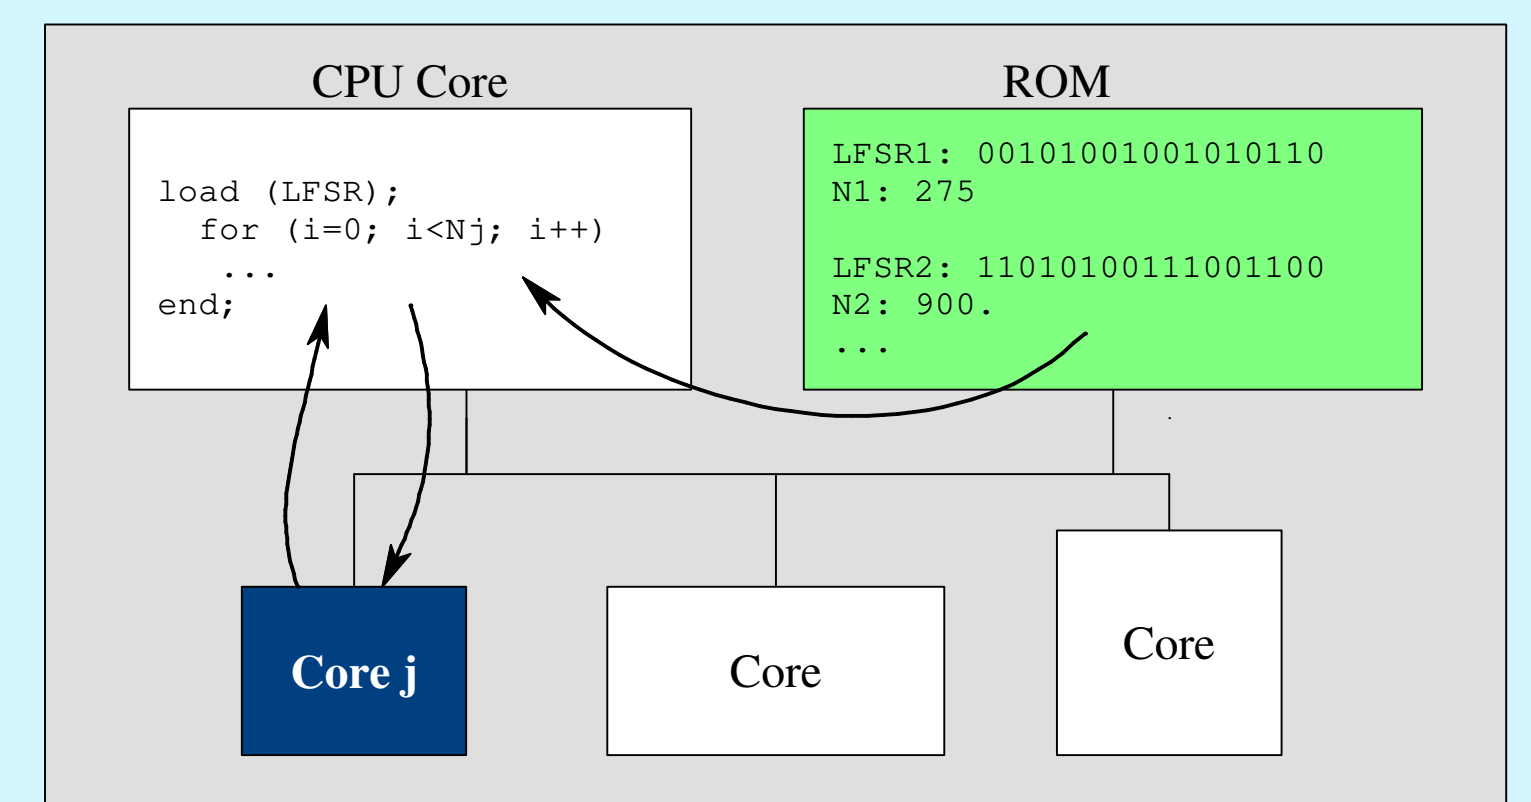 CPU Core
load (LFSR);
for (i=0; i<Nj; i++)
...
end;
ROM
LFSR1: 00101001001010110
N1: 275
LFSR2: 11010100111001100
N2: 900.
...
Core j
Core
Core